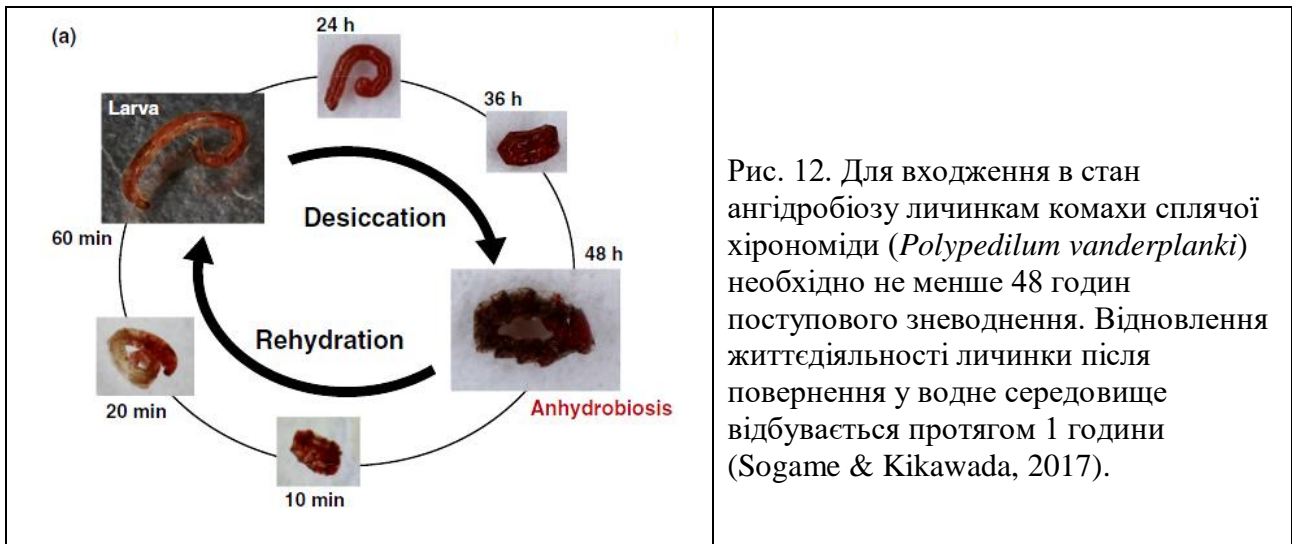 (a)
24 h
Larva
36 h
Desiccation
60 min
48 h
Rehydration
20 min
Anhydrobiosis
10 min
Рис. 12. Для входження в стан
ангідробіозу личинкам комахи сплячої
хірономіди (Polypedilum vanderplanki)
необхідно не менше 48 годин
поступового зневоднення. Відновлення
життєдіяльності личинки після
повернення у водне середовище
відбувається протягом 1 години
(Sogame & Kikawada, 2017).